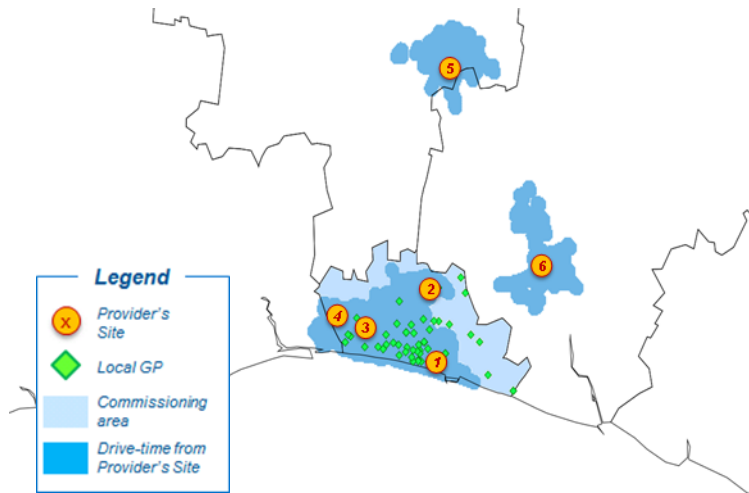 5
6
2
4
3
1
Legend
x
Provider's
Site
Local GP
Commissioning
area
Drive-time from
Provider's Site